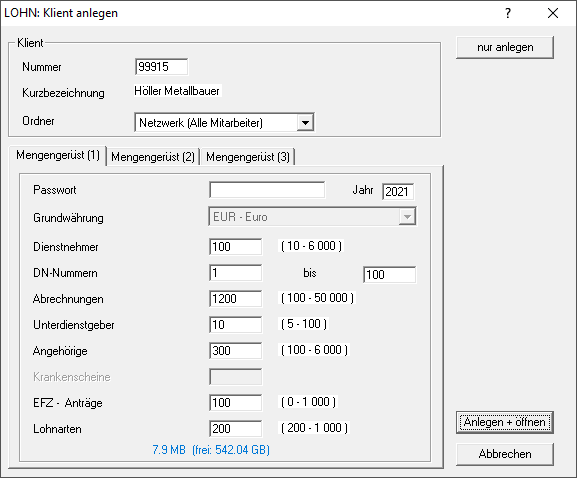 LOHN: Klient anlegen
Klient
Nummer 99915
Kurzbezeichnung Höller Metallbauer
Ordner Netzwerk (Alle Mitarbeiter)
nur anlegen
Mengengerüst (1) Mengengerüst (2) Mengengerüst (3)
Passwort Jahr 2021
Grundwährung EUR - Euro
Dienstnehmer 100 ( 10 - 6 000 )
DN-Nummern 1 bis 100
Abrechnungen 1200 ( 100 - 50 000 )
Unterdienstgeber 10 ( 5 - 100 )
Angehörige 300 ( 100 - 6 000 )
Krankenscheine
EFZ - Anträge 100 ( 0 - 1 000 )
Lohnarten 200 ( 200 - 1 000 )
7.9 MB (frei: 542.04 GB)
Anlegen + öffnen
Abbrechen